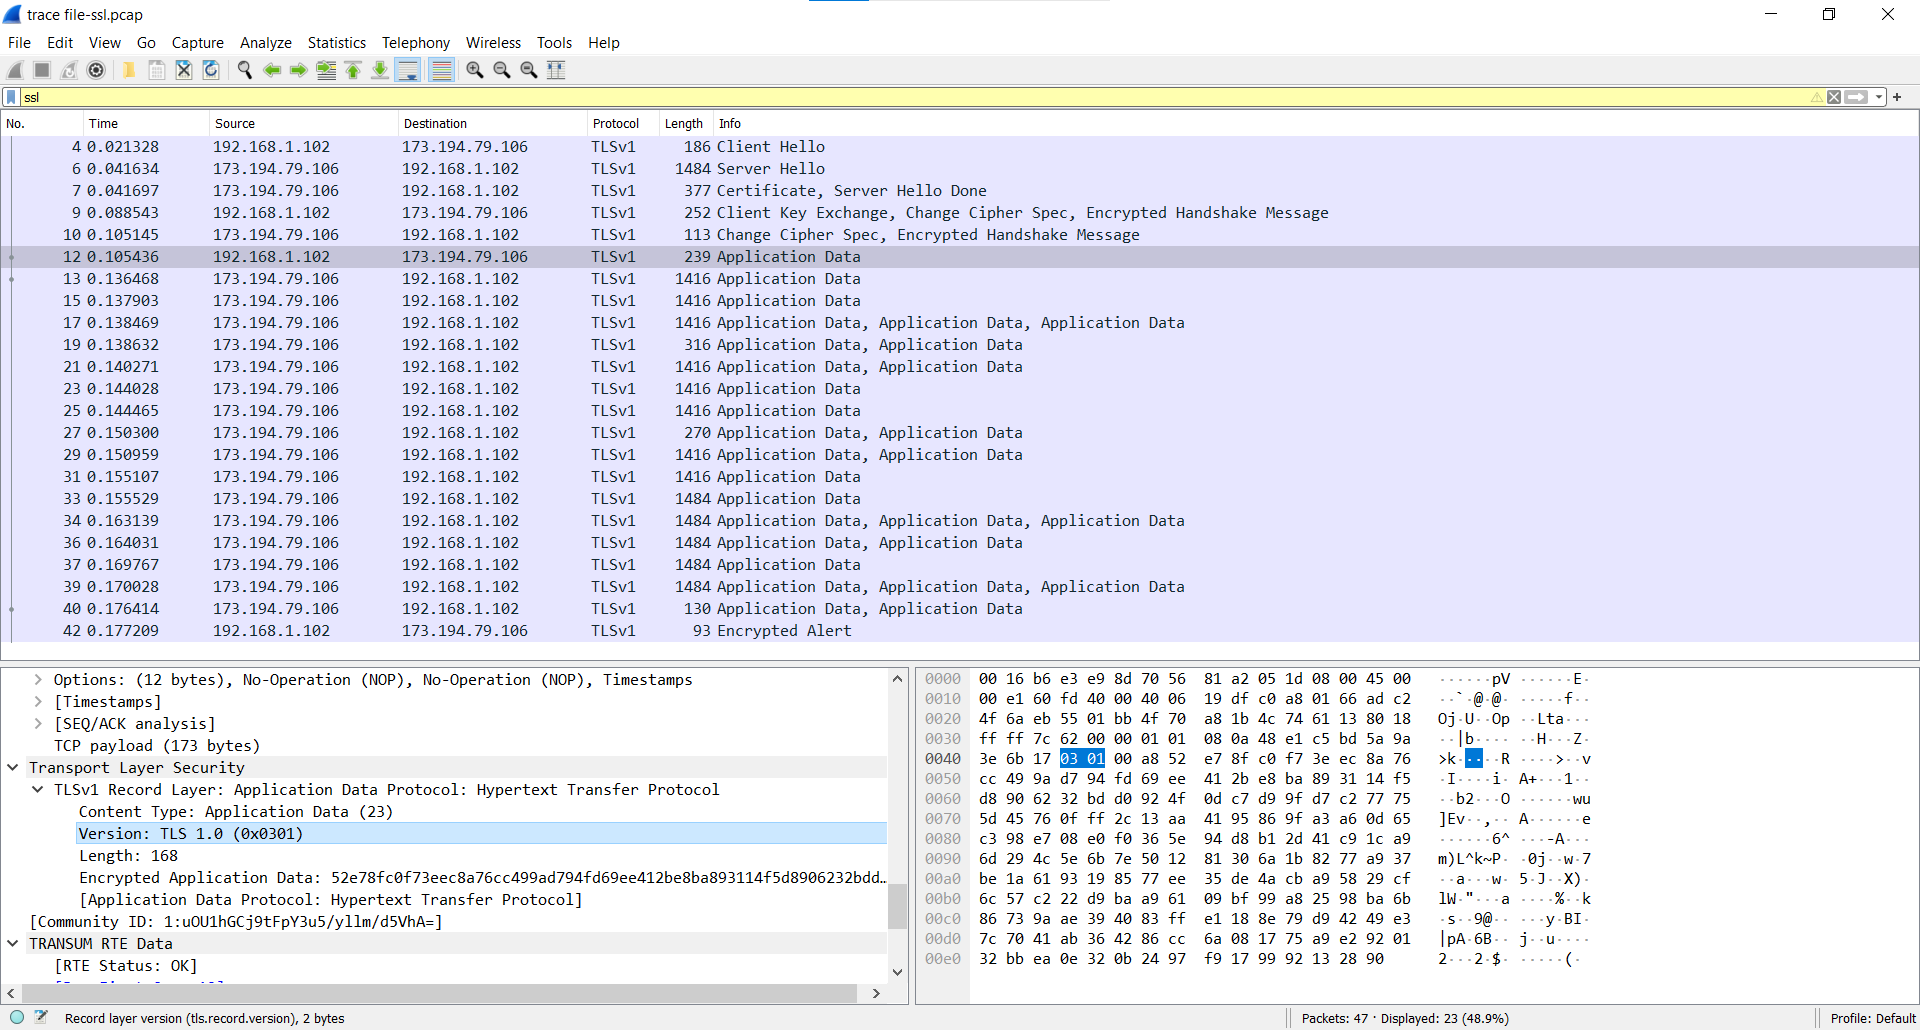 trace file-ssl.pcap
File Edit View Go Capture Analyze Statistics Telephony Wireless Tools Help
ssl
No. Time Source Destination Protocol Length Info
4 0.021328 192.168.1.102 173.194.79.106 TLSv1 186 Client Hello
6 0.041634 173.194.79.106 192.168.1.102 TLSv1 1484 Server Hello
7 0.041697 173.194.79.106 192.168.1.102 TLSv1 377 Certificate, Server Hello Done
9 0.088543 192.168.1.102 173.194.79.106 TLSv1 252 Client Key Exchange, Change Cipher Spec, Encrypted Handshake Message
10 0.105145 173.194.79.106 192.168.1.102 TLSv1 113 Change Cipher Spec, Encrypted Handshake Message
12 0.105436 192.168.1.102 173.194.79.106 TLSv1 239 Application Data
13 0.136468 173.194.79.106 192.168.1.102 TLSv1 1416 Application Data
15 0.137903 173.194.79.106 192.168.1.102 TLSv1 1416 Application Data
17 0.138469 173.194.79.106 192.168.1.102 TLSv1 1416 Application Data, Application Data, Application Data
19 0.138632 173.194.79.106 192.168.1.102 TLSv1 316 Application Data, Application Data
21 0.140271 173.194.79.106 192.168.1.102 TLSv1 1416 Application Data, Application Data
23 0.144028 173.194.79.106 192.168.1.102 TLSv1 1416 Application Data
25 0.144465 173.194.79.106 192.168.1.102 TLSv1 1416 Application Data
27 0.150300 173.194.79.106 192.168.1.102 TLSv1 270 Application Data, Application Data
29 0.150959 173.194.79.106 192.168.1.102 TLSv1 1416 Application Data, Application Data
31 0.155107 173.194.79.106 192.168.1.102 TLSv1 1416 Application Data
33 0.155529 173.194.79.106 192.168.1.102 TLSv1 1484 Application Data
34 0.163139 173.194.79.106 192.168.1.102 TLSv1 1484 Application Data, Application Data, Application Data
36 0.164031 173.194.79.106 192.168.1.102 TLSv1 1484 Application Data, Application Data
37 0.169767 173.194.79.106 192.168.1.102 TLSv1 1484 Application Data
39 0.170028 173.194.79.106 192.168.1.102 TLSv1 1484 Application Data, Application Data, Application Data
40 0.176414 173.194.79.106 192.168.1.102 TLSv1 130 Application Data, Application Data
42 0.177209 192.168.1.102 173.194.79.106 TLSv1 93 Encrypted Alert
Options: (12 bytes), No-Operation (NOP), No-Operation (NOP), Timestamps
[Timestamps]
[SEQ/ACK analysis]
TCP payload (173 bytes)
Transport Layer Security
TLSv1 Record Layer: Application Data Protocol: Hypertext Transfer Protocol
Content Type: Application Data (23)
Version: TLS 1.0 (0x0301)
Length: 168
Encrypted Application Data: 52e78fc0f73eec8a76cc499ad794fd69ee412be8ba893114f5d8906232bdd…
[Application Data Protocol: Hypertext Transfer Protocol]
[Community ID: 1:uOU1hGCj9tFpY3u5/yllm/d5VhA=]
TRANSUM RTE Data
[RTE Status: OK]
0000 00 16 b6 e3 e9 8d 70 56 81 a2 05 1d 08 00 45 00 ······pV ······E·
0010 00 e1 60 fd 40 00 40 06 19 df c0 a8 01 66 ad c2 ··`·@·@· ·····f··
0020 4f 6a eb 55 01 bb 4f 70 a8 1b 4c 74 61 13 80 18 Oj·U··Op ··Lta···
0030 ff ff 7c 62 00 00 01 01 08 0a 48 e1 c5 bd 5a 9a ··|b···· ··H···Z·
0040 3e 6b 17 03 01 00 a8 52 e7 8f c0 f7 3e ec 8a 76 >k·····R ····>··v
0050 cc 49 9a d7 94 fd 69 ee 41 2b e8 ba 89 31 14 f5 ·I····i· A+···1··
0060 d8 90 62 32 bd d0 92 4f 0d c7 d9 9f d7 c2 77 75 ··b2···O ······wu
0070 5d 45 76 0f ff 2c 13 aa 41 95 86 9f a3 a6 0d 65 ]Ev··,·· A······e
0080 c3 98 e7 08 e0 f0 36 5e 94 d8 b1 2d 41 c9 1c a9 ······6^ ···-A···
0090 6d 29 4c 5e 6b 7e 50 12 81 30 6a 1b 82 77 a9 37 m)L^k~P· ·0j··w·7
00a0 be 1a 61 93 19 85 77 ee 35 de 4a cb a9 58 29 cf ··a···w· 5·J··X)·
00b0 6c 57 c2 22 d9 ba a9 61 09 bf 99 a8 25 98 ba 6b lW·"···a ····%··k
00c0 86 73 9a ae 39 40 83 ff e1 18 8e 79 d9 42 49 e3 ·s··9@·· ···y·BI·
00d0 7c 70 41 ab 36 42 86 cc 6a 08 17 75 a9 e2 92 01 |pA·6B·· j··u····
00e0 32 bb ea 0e 32 0b 24 97 f9 17 99 92 13 28 90 2···2·$· ·····(·
Record layer version (tls.record.version), 2 bytes
Packets: 47 · Displayed: 23 (48.9%)
Profile: Default